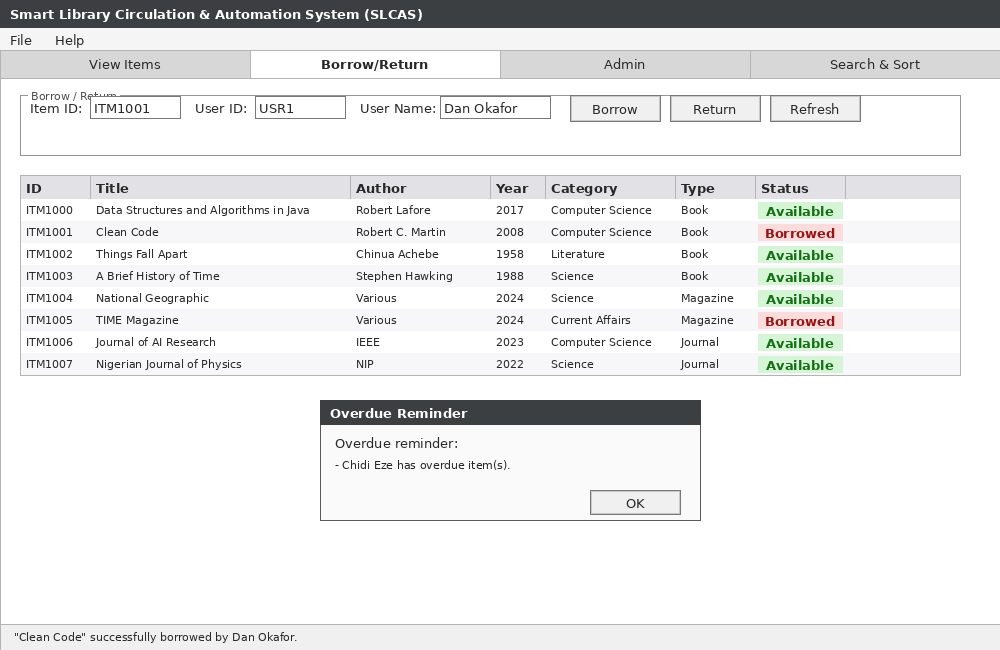 Smart Library Circulation & Automation System (SLCAS)
File Help
View Items Borrow/Return Admin Search & Sort
Borrow / Return
Item ID: ITM1001 User ID: USR1 User Name: Dan Okafor Borrow Return Refresh
ID Title Author Year Category Type Status
ITM1000 Data Structures and Algorithms in Java Robert Lafore 2017 Computer Science Book Available
ITM1001 Clean Code Robert C. Martin 2008 Computer Science Book Borrowed
ITM1002 Things Fall Apart Chinua Achebe 1958 Literature Book Available
ITM1003 A Brief History of Time Stephen Hawking 1988 Science Book Available
ITM1004 National Geographic Various 2024 Science Magazine Available
ITM1005 TIME Magazine Various 2024 Current Affairs Magazine Borrowed
ITM1006 Journal of AI Research IEEE 2023 Computer Science Journal Available
ITM1007 Nigerian Journal of Physics NIP 2022 Science Journal Available
Overdue Reminder
Overdue reminder:
- Chidi Eze has overdue item(s).
OK
"Clean Code" successfully borrowed by Dan Okafor.